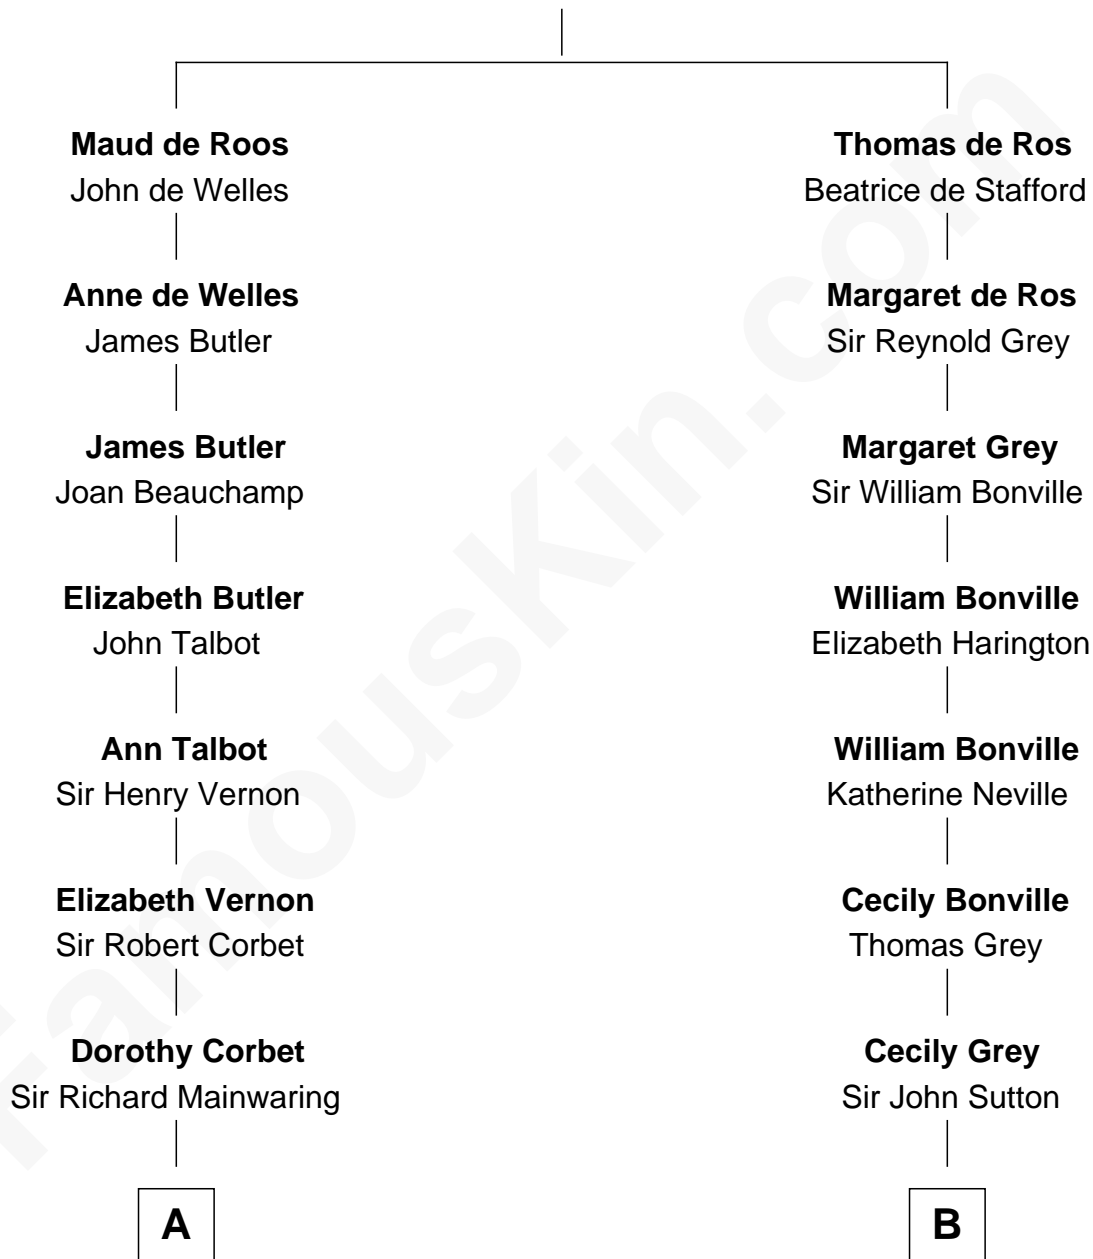 Maud de Roos
John de Welles
Anne de Welles
James Butler
James Butler
Joan Beauchamp
Elizabeth Butler
John Talbot
Ann Talbot
Sir Henry Vernon
Elizabeth Vernon
Sir Robert Corbet
Dorothy Corbet
Sir Richard Mainwaring
A
Thomas de Ros
Beatrice de Stafford
Margaret de Ros
Sir Reynold Grey
Margaret Grey
Sir William Bonville
William Bonville
Elizabeth Harington
William Bonville
Katherine Neville
Cecily Bonville
Thomas Grey
Cecily Grey
Sir John Sutton
B
FamousKin.com